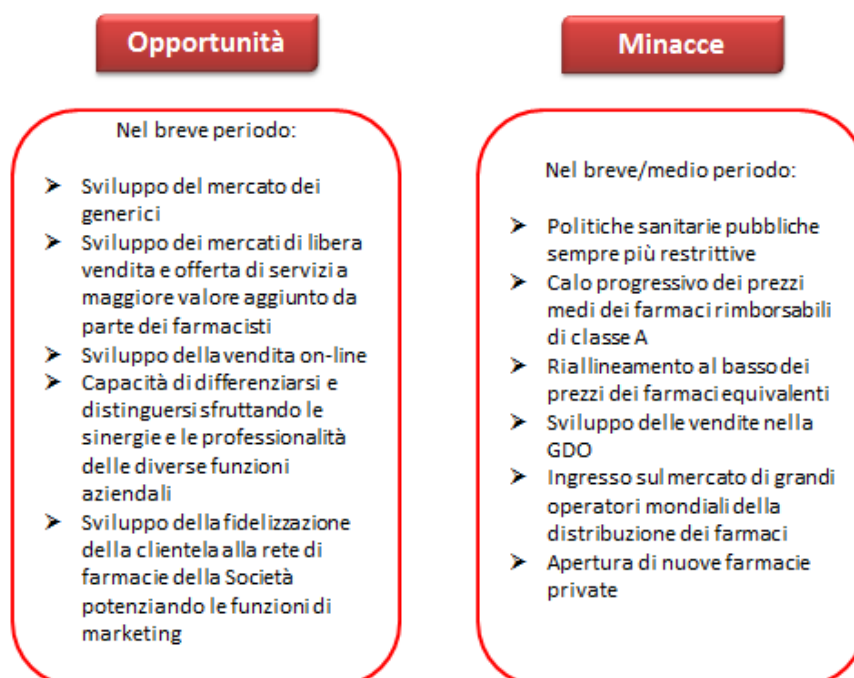 Opportunità
Nel breve periodo:
➤ Sviluppo del mercato dei
generici
➤ Sviluppo dei mercati di libera
vendita e offerta di servizi a
maggiore valore aggiunto da
parte dei farmacisti
➤ Sviluppo della vendita on-line
➤ Capacità di differenziarsi e
distinguersi sfruttando le
sinergie e le professionalità
delle diverse funzioni
aziendali
➤ Sviluppo della fidelizzazione
della clientela alla rete di
farmacie della Società
potenziando le funzioni di
marketing
Minacce
Nel breve/medio periodo:
➤ Politiche sanitarie pubbliche
sempre più restrittive
➤ Calo progressivo dei prezzi
medi dei farmaci rimborsabili
di classe A
➤ Riallineamento al basso dei
prezzi dei farmaci equivalenti
➤ Sviluppo delle vendite nella
GDO
➤ Ingresso sul mercato di grandi
operatori mondiali della
distribuzione dei farmaci
➤ Apertura di nuove farmacie
private